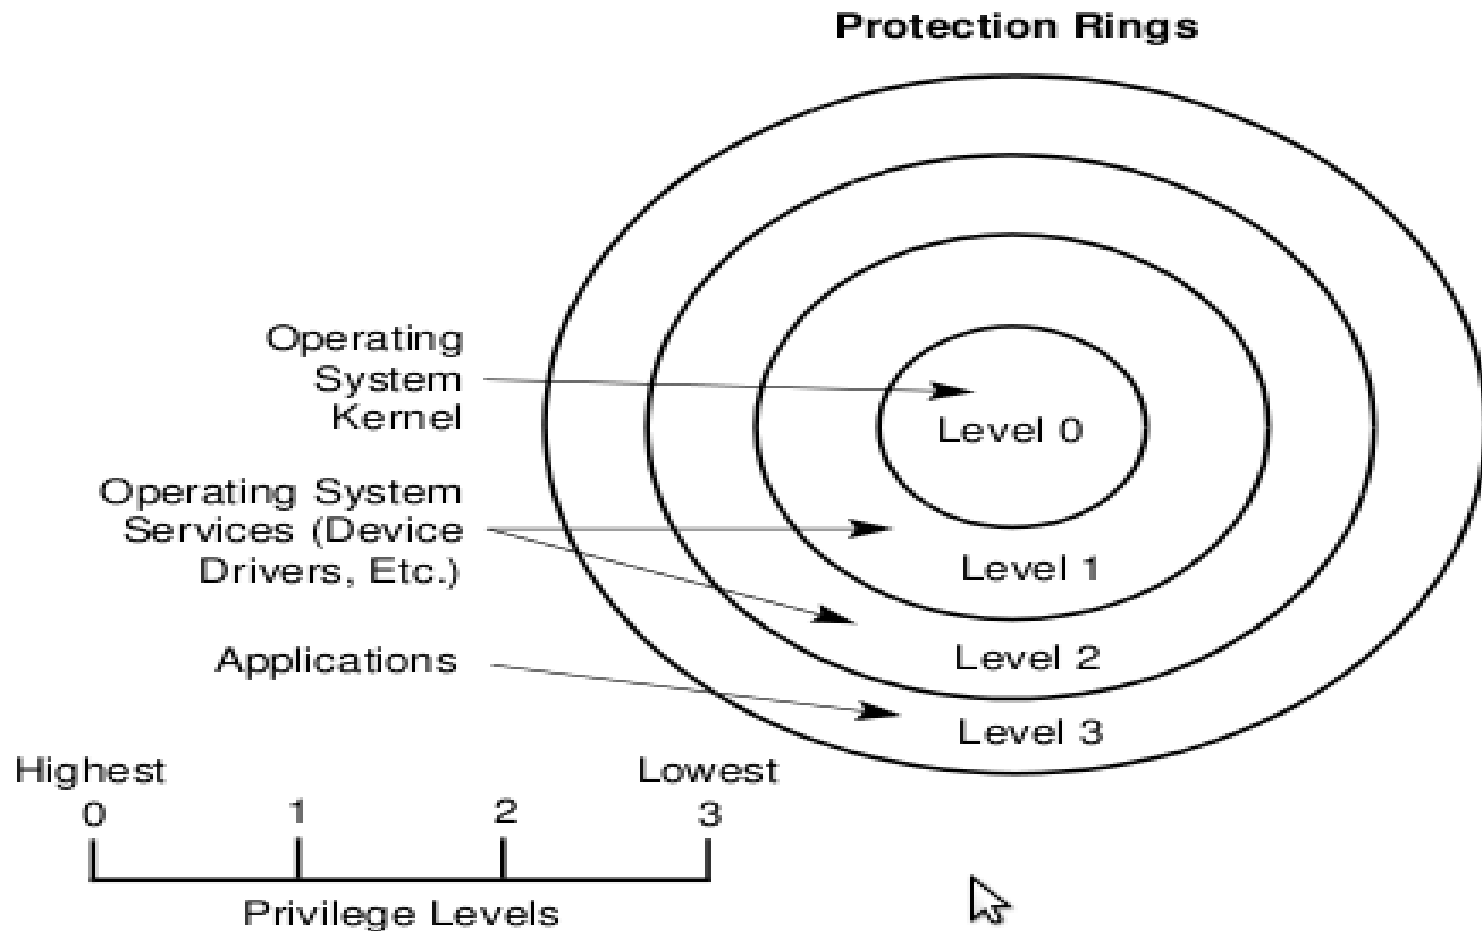 Protection Rings
Operating
System
Kernel
Level 0
Operating System
Services (Device
Drivers, Etc.)
Level 1
Applications
Level 2
Level 3
Highest
Lowest
0 1 2 3
Privilege Levels